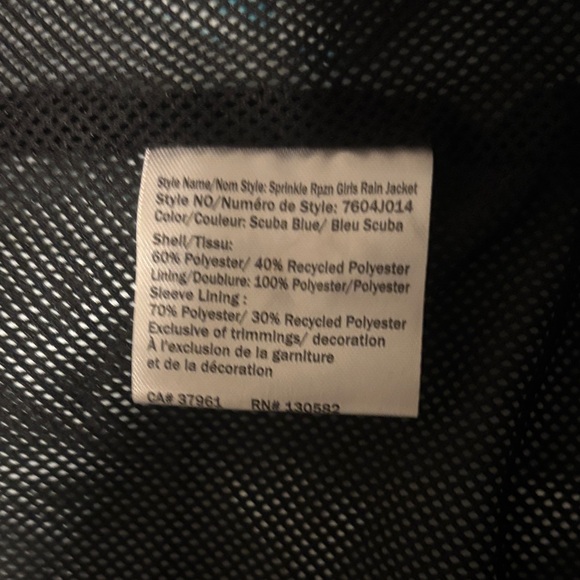 Style Name/Nom Style: Sprinkle Rpzn Girls Rain Jacket
Style NO/Numéro de Style: 7604J014
Color/Couleur: Scuba Blue/ Bleu Scuba
Shell/Tissu:
60% Polyester/ 40% Recycled Polyester
Lining/Doublure: 100% Polyester/Polyester
Sleeve Lining :
70% Polyester/ 30% Recycled Polyester
Exclusive of trimmings/ decoration
À l'exclusion de la garniture
et de la décoration
CA# 37961 RN# 130582